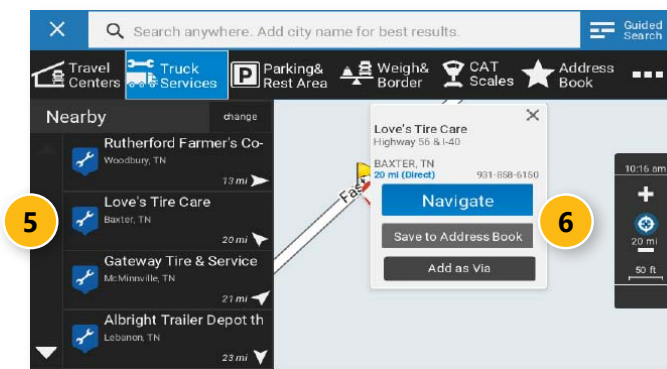 Search anywhere. Add city name for best results.
Guided
Search
Travel
Centers
Truck
Services
P
Parking&
Rest Area
Weigh&
Border
CAT
Scales
Address
Book
Nearby
change
Rutherford Farmer's Co-
Woodbury, TN
13 mi
Love's Tire Care
Baxter, TN
20 mi
Gateway Tire & Service
McMinnville, TN
21 mi
Albright Trailer Depot th
Lebanon, TN
23 mi
5
Fas
Love's Tire Care
Highway 56 & I-40
BAXTER, TN
20 mi (Direct) 931-858-6150
Navigate
Save to Address Book
Add as Via
6
10:16 am
20 mi
50 ft